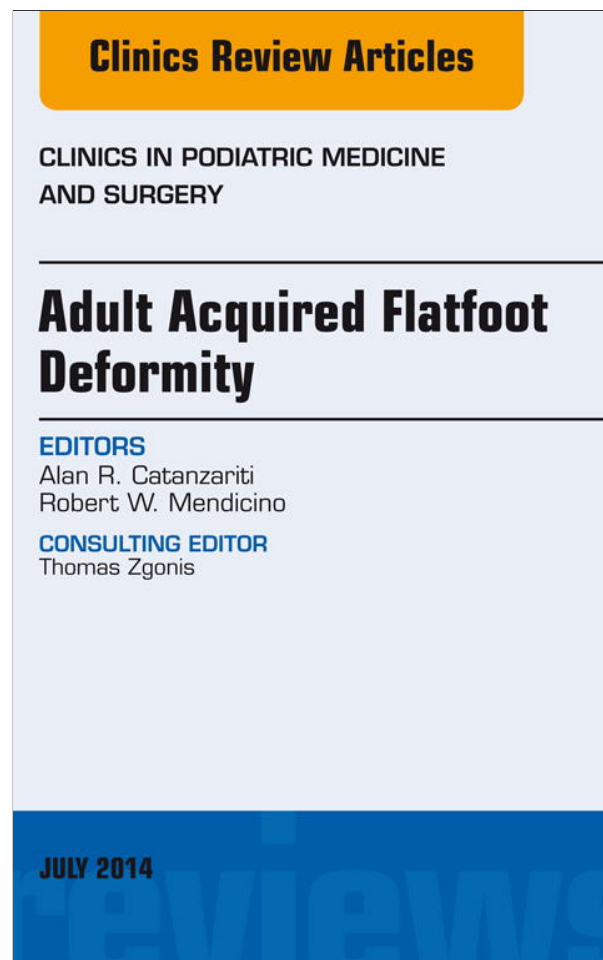 Clinics Review Articles
CLINICS IN PODIATRIC MEDICINE
AND SURGERY
Adult Acquired Flatfoot
Deformity
EDITORS
Alan R. Catanzariti
Robert W. Mendicino
CONSULTING EDITOR
Thomas Zgonis
JULY 2014
reviews